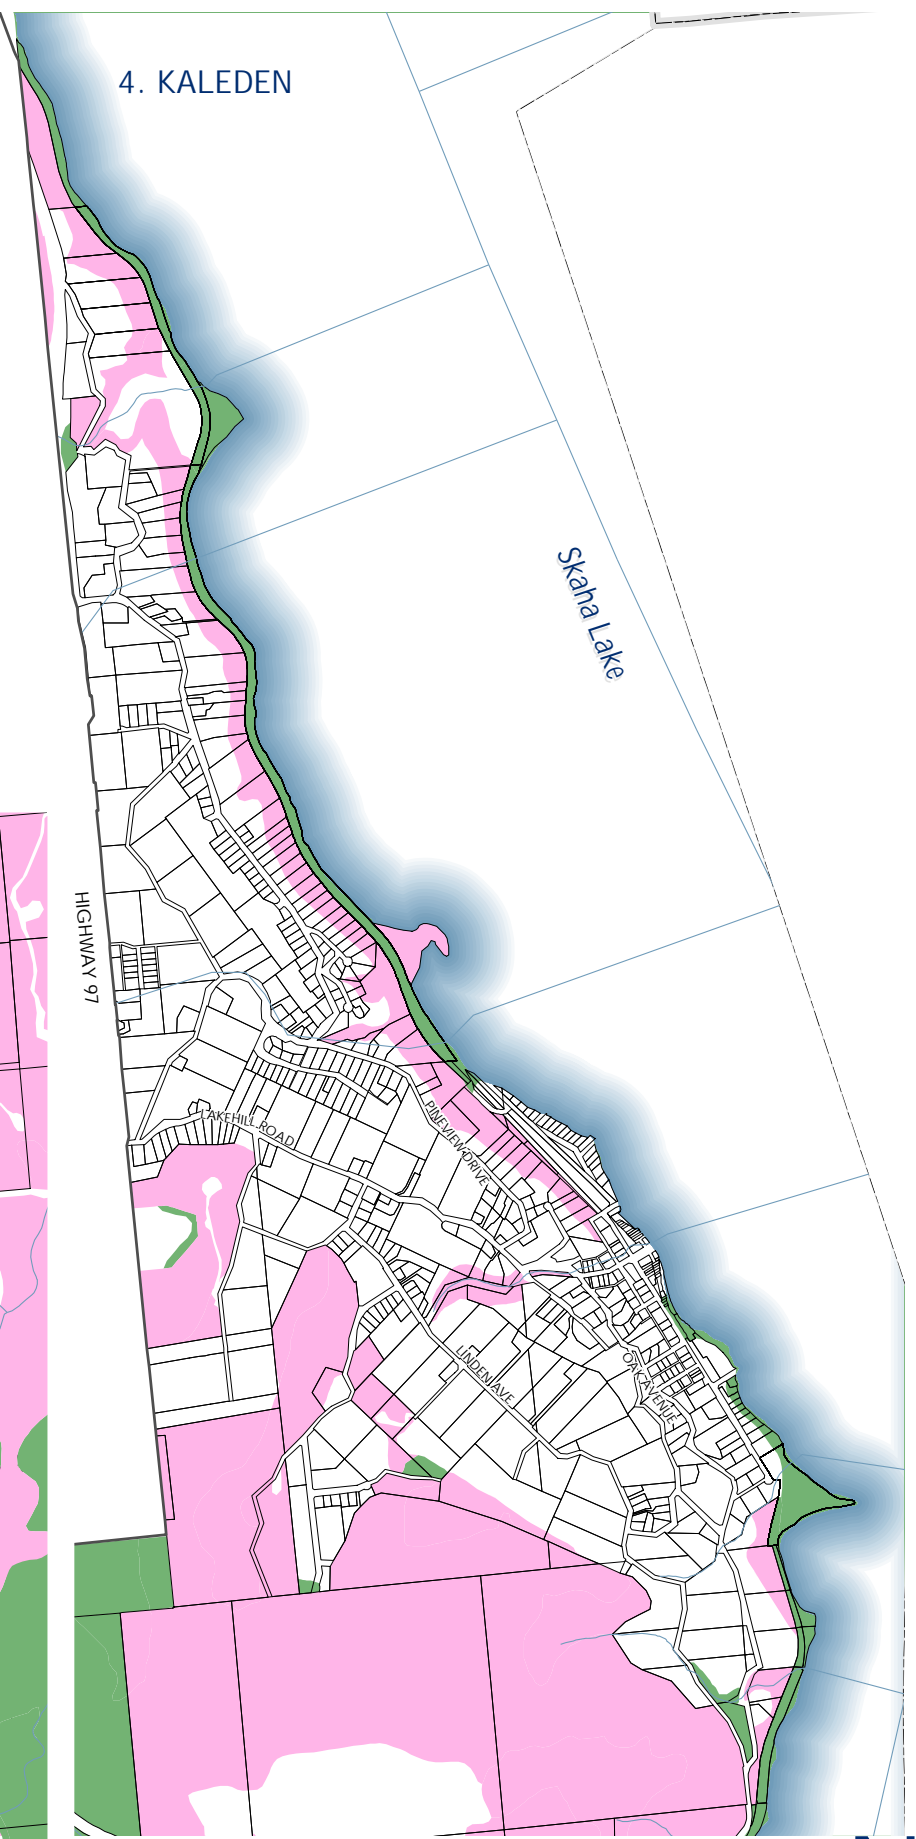 4. KALEDEN
Skaha Lake
HIGHWAY 97
LAKEHILL ROAD
PINEVIEW DRIVE
LINDEN AVE
OAK AVENUE